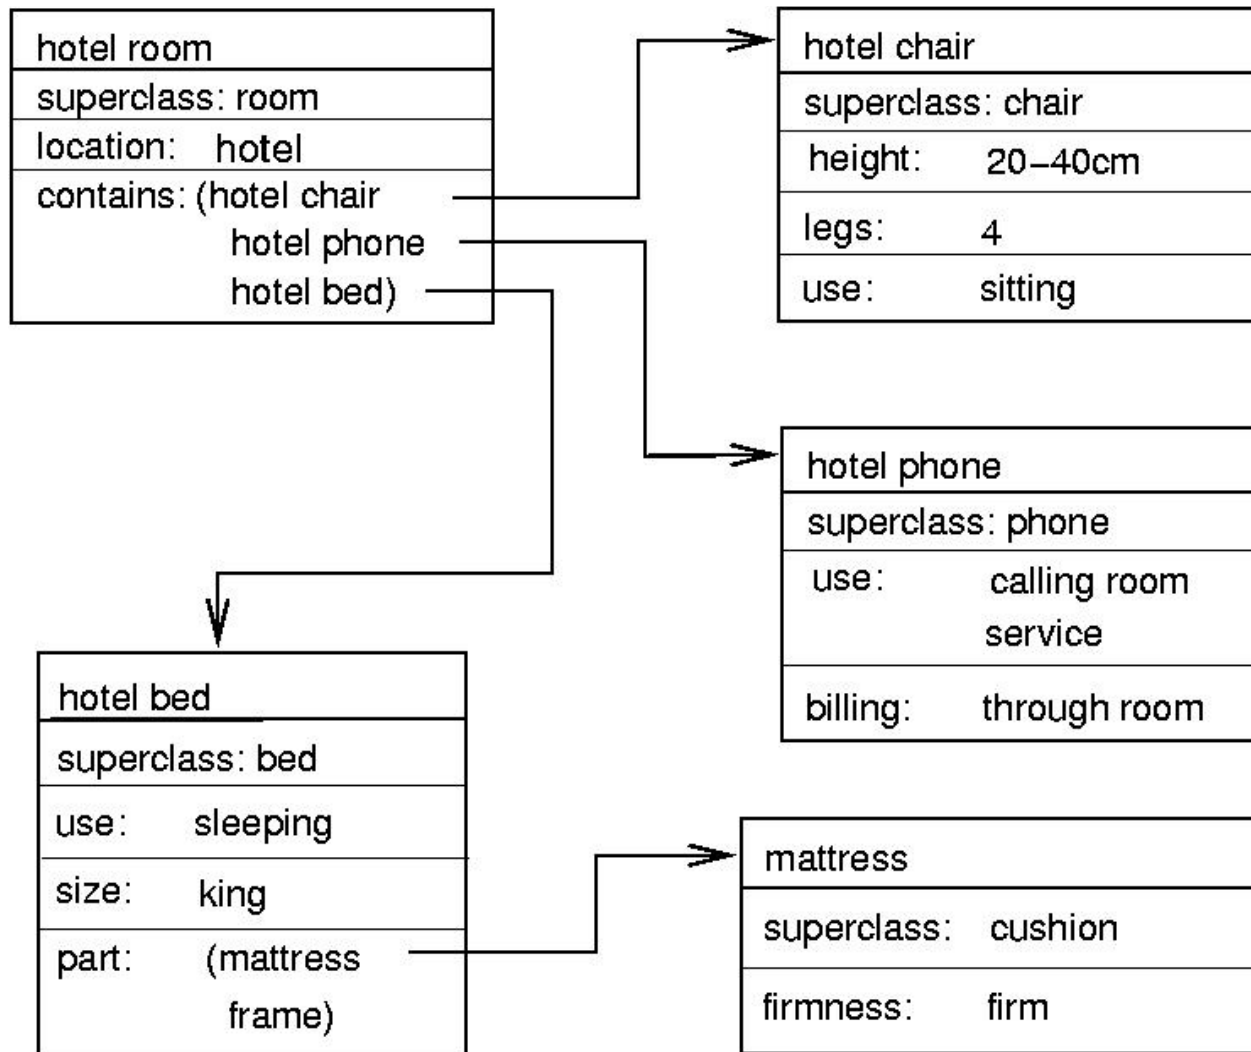 hotel room
superclass: room
location: hotel
contains: (hotel chair
hotel phone
hotel bed)
hotel chair
superclass: chair
height: 20–40cm
legs: 4
use: sitting
hotel phone
superclass: phone
use: calling room
service
billing: through room
hotel bed
superclass: bed
use: sleeping
size: king
part: (mattress
frame)
mattress
superclass: cushion
firmness: firm